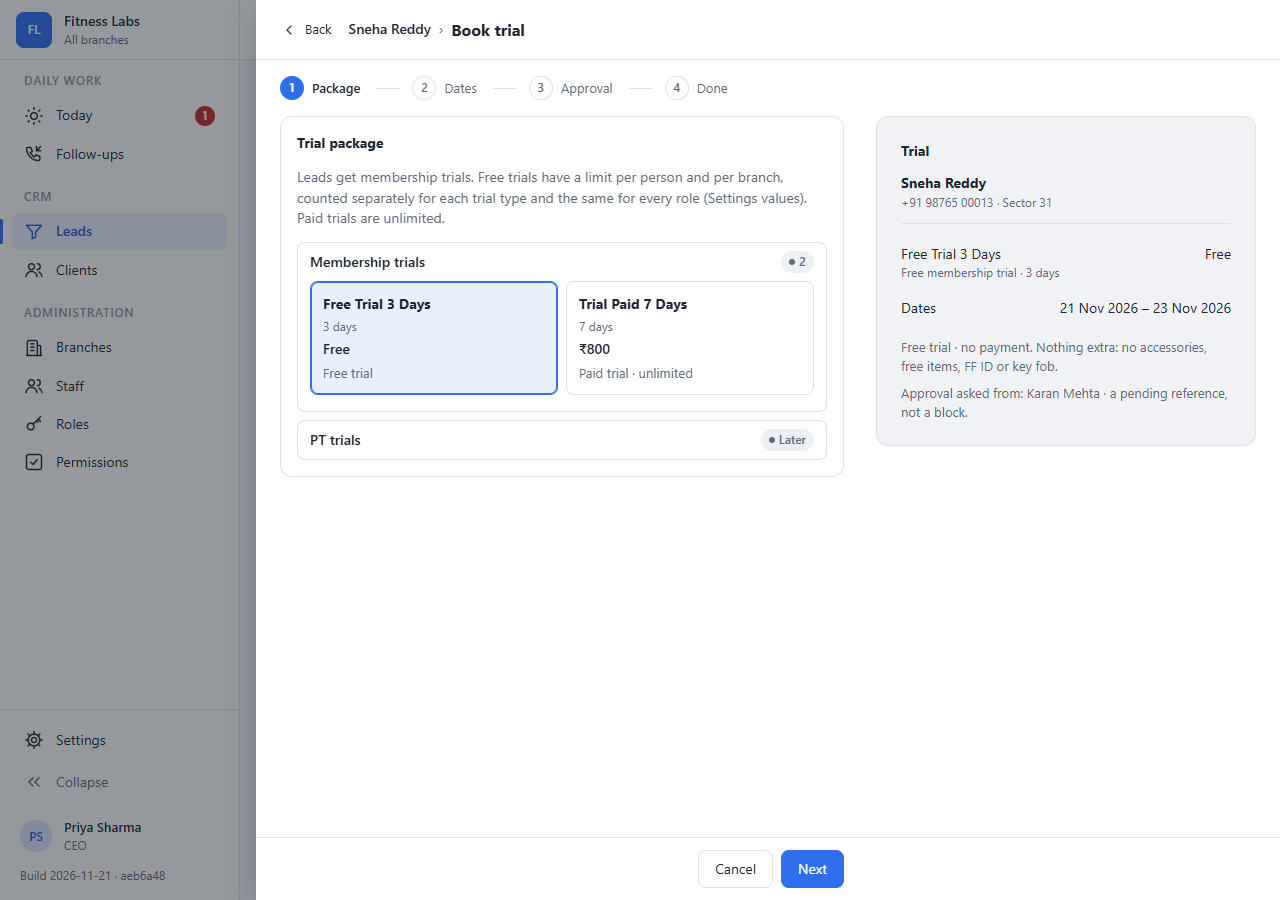 FL
Fitness Labs
All branches
DAILY WORK
Today
1
Follow-ups
CRM
Leads
Clients
ADMINISTRATION
Branches
Staff
Roles
Permissions
Settings
Collapse
PS
Priya Sharma
CEO
Build 2026-11-21 · aeb6a48
Back Sneha Reddy › Book trial
1 Package 2 Dates 3 Approval 4 Done
Trial package
Leads get membership trials. Free trials have a limit per person and per branch,
counted separately for each trial type and the same for every role (Settings values).
Paid trials are unlimited.
Membership trials
• 2
Free Trial 3 Days
3 days
Free
Free trial
Trial Paid 7 Days
7 days
₹800
Paid trial · unlimited
PT trials
• Later
Trial
Sneha Reddy
+91 98765 00013 · Sector 31
Free Trial 3 Days Free
Free membership trial · 3 days
Dates 21 Nov 2026 – 23 Nov 2026
Free trial · no payment. Nothing extra: no accessories,
free items, FF ID or key fob.
Approval asked from: Karan Mehta · a pending reference,
not a block.
Cancel
Next